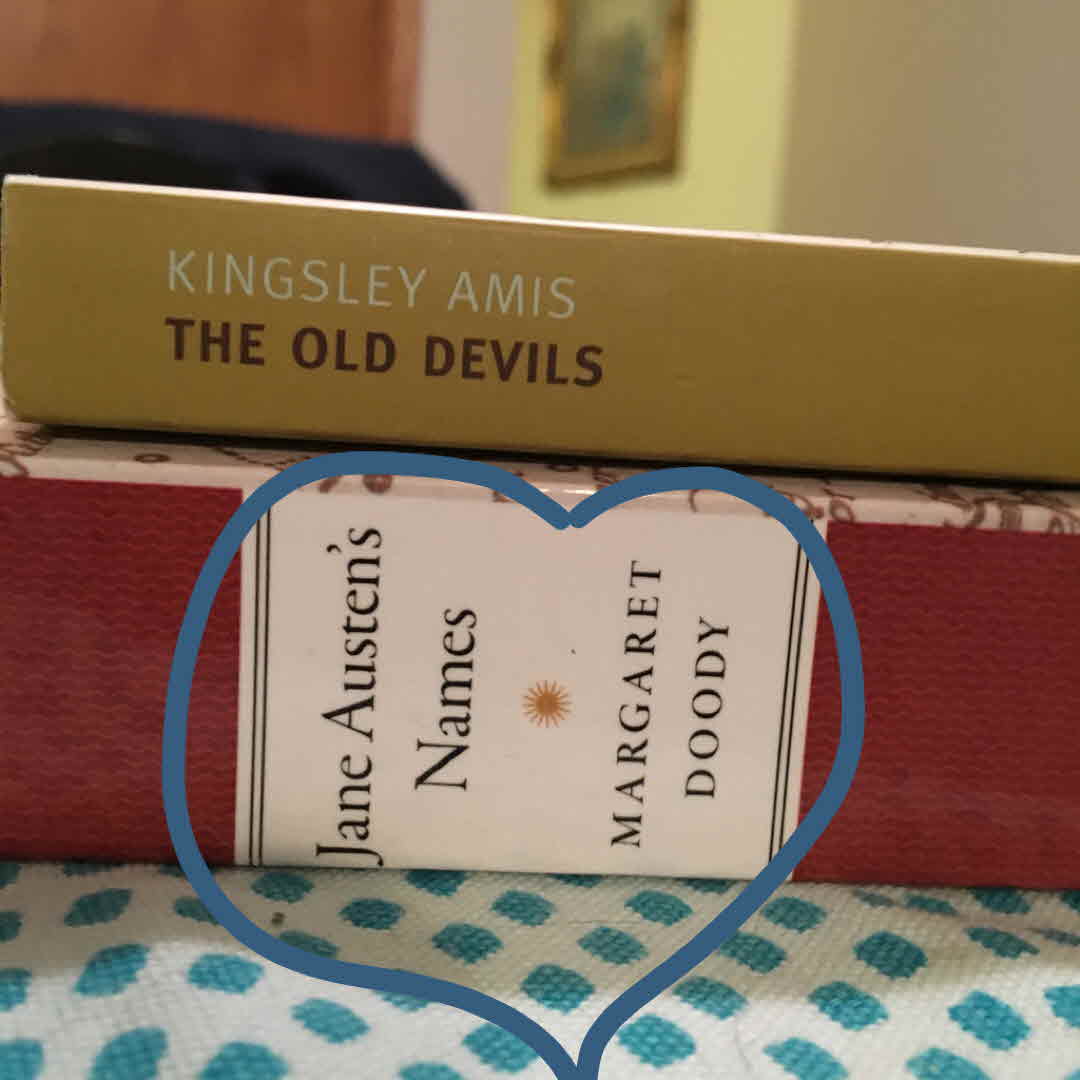 KINGSLEY AMIS
THE OLD DEVILS
Jane Austen's
Names
MARGARET
DOODY